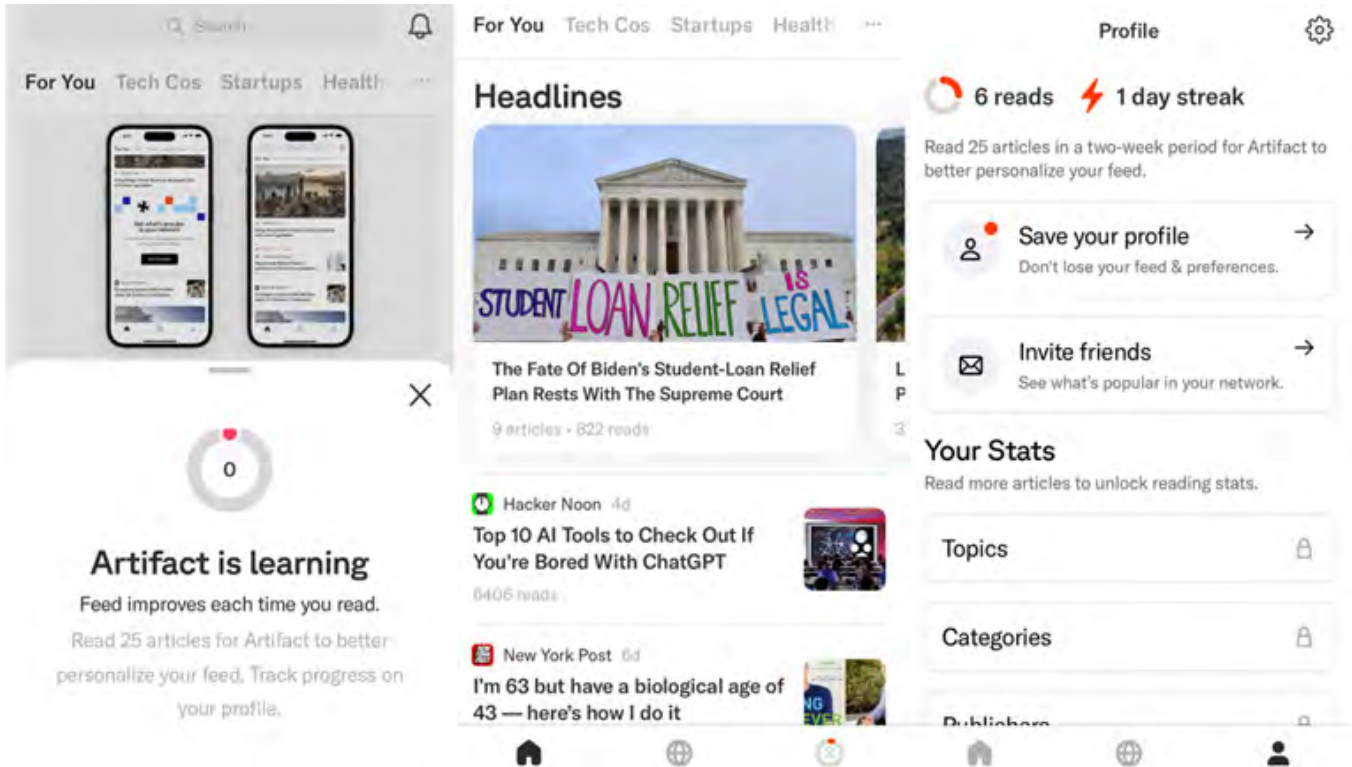 Search
For You Tech Cos Startups Health ...
0
Artifact is learning
Feed improves each time you read.
Read 25 articles for Artifact to better
personalize your feed. Track progress on
your profile.
For You Tech Cos Startups Health ...
Headlines
STUDENT LOAN RELIEF IS LEGAL
The Fate Of Biden's Student-Loan Relief
Plan Rests With The Supreme Court
9 articles • 822 reads
L
P
3
Hacker Noon 4d
Top 10 AI Tools to Check Out If
You're Bored With ChatGPT
6406 reads
New York Post 6d
I'm 63 but have a biological age of
43 — here's how I do it
Profile
6 reads 1 day streak
Read 25 articles in a two-week period for Artifact to
better personalize your feed.
Save your profile
Don't lose your feed & preferences.
Invite friends
See what's popular in your network.
Your Stats
Read more articles to unlock reading stats.
Topics
Categories
Publishers